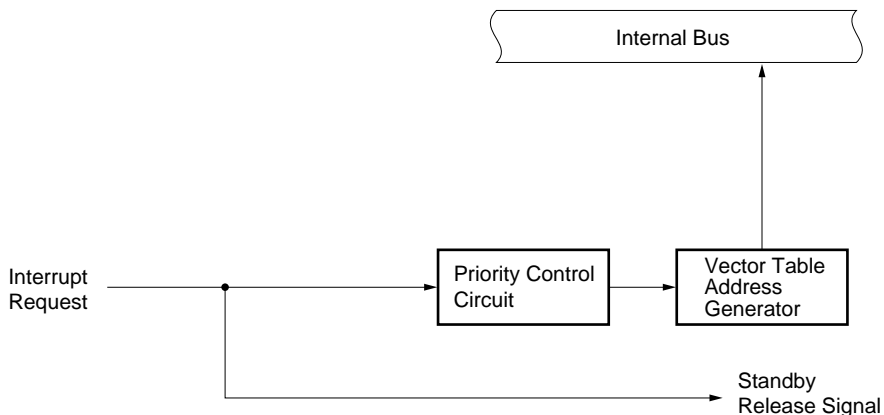 Internal Bus
Interrupt
Request
Priority Control
Circuit
Vector Table
Address
Generator
Standby
Release Signal